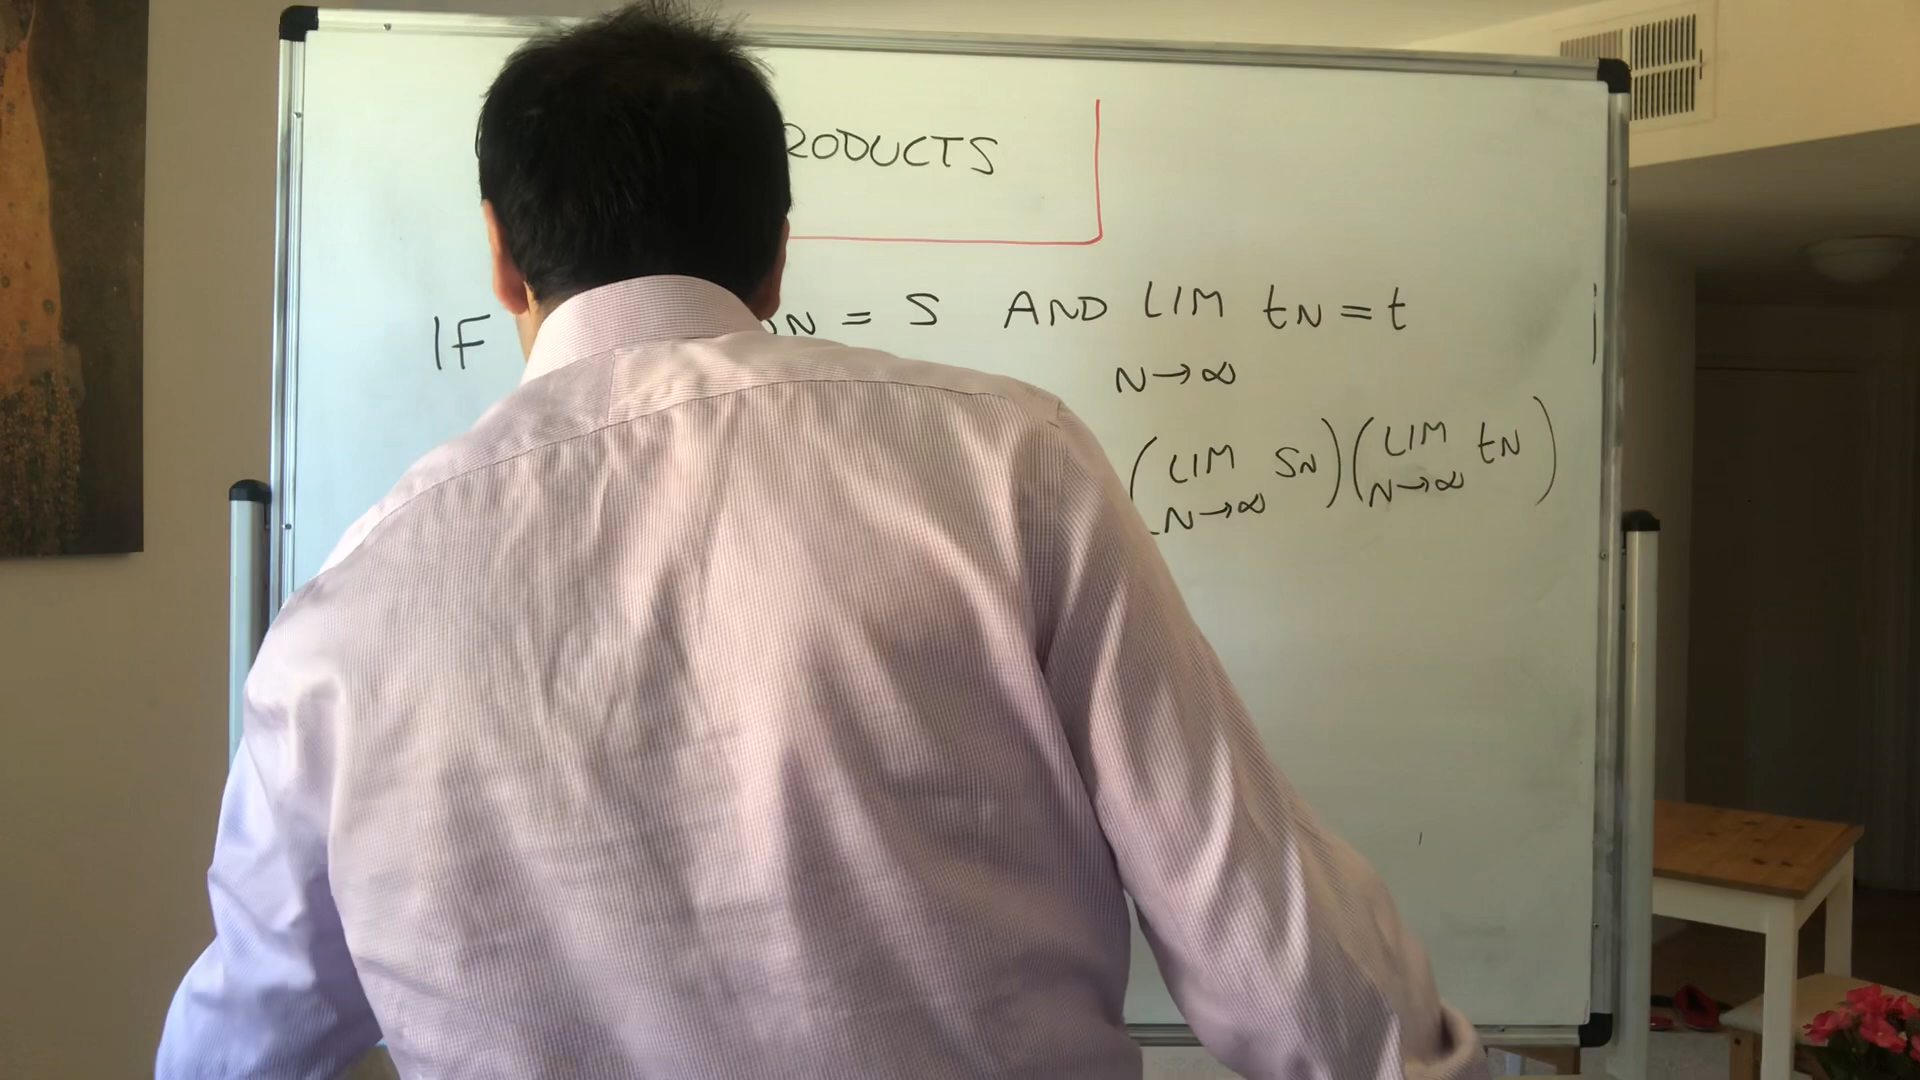 RODUCTS
IF N = S AND LIM tN = t
N→∞
(LIM SN)(LIM tN)
N→∞ N→∞